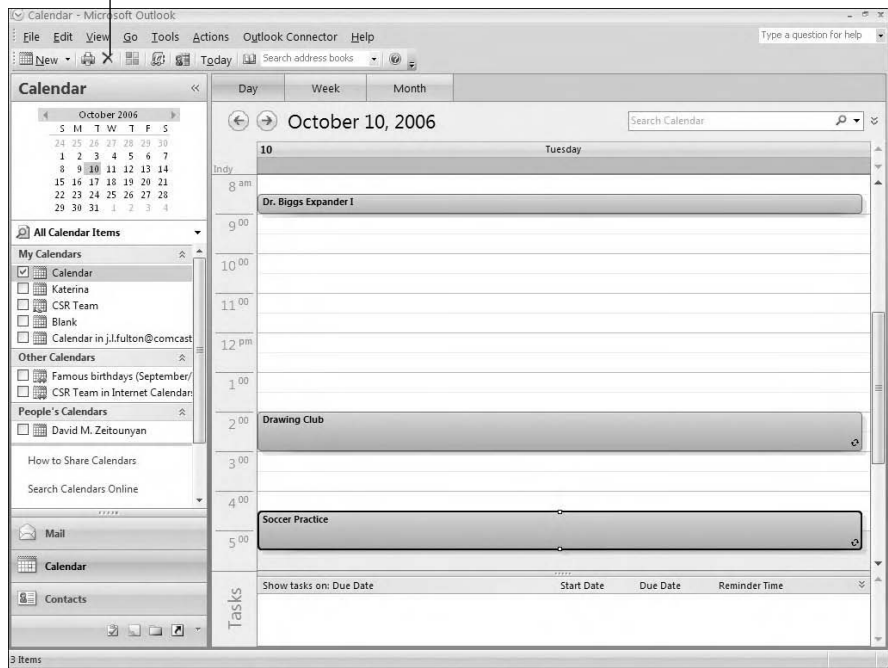 Calendar - Microsoft Outlook
File Edit View Go Tools Actions Outlook Connector Help
Type a question for help
New
Today
Search address books
Calendar «
October 2006
S M T W T F S
24 25 26 27 28 29 30
1 2 3 4 5 6 7
8 9 10 11 12 13 14
15 16 17 18 19 20 21
22 23 24 25 26 27 28
29 30 31 1 2 3 4
All Calendar Items
My Calendars
Calendar
Katerina
CSR Team
Blank
Calendar in j.l.fulton@comcast
Other Calendars
Famous birthdays (September/
CSR Team in Internet Calendar
People's Calendars
David M. Zeitounyan
How to Share Calendars
Search Calendars Online
Mail
Calendar
Contacts
Day Week Month
October 10, 2006
Search Calendar
10 Tuesday
Indy
8 am
Dr. Biggs Expander I
9 00
10 00
11 00
12 pm
1 00
2 00
Drawing Club
3 00
4 00
Soccer Practice
5 00
Tasks
Show tasks on: Due Date Start Date Due Date Reminder Time
3 Items